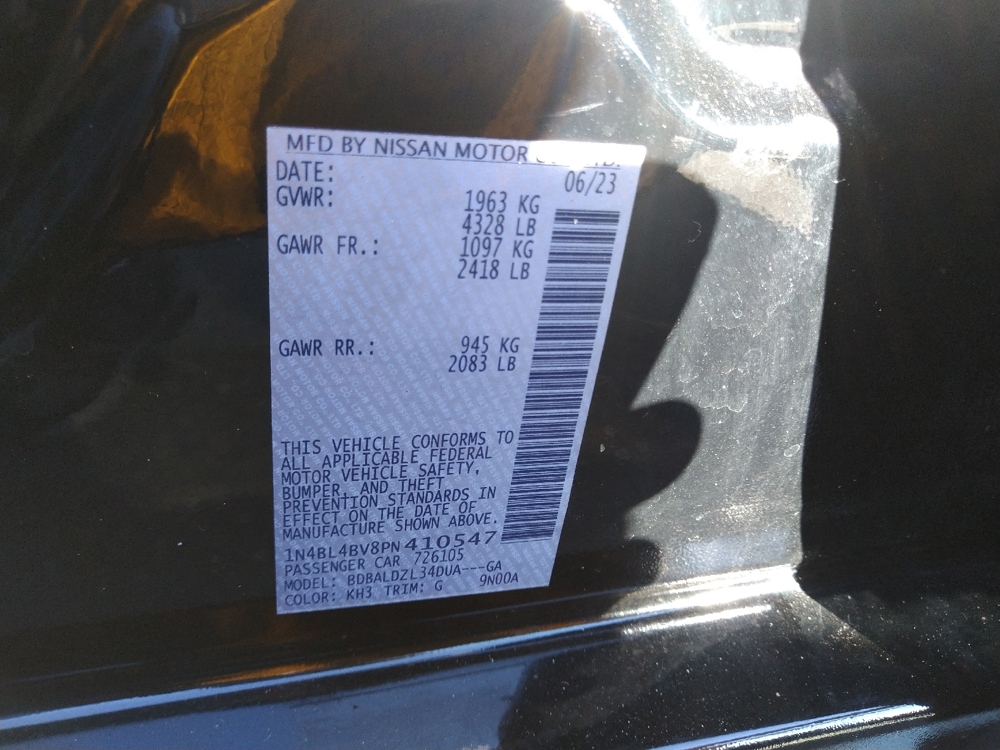 MFD BY NISSAN MOTOR
DATE: 06/23
GVWR: 1963 KG
4328 LB
GAWR FR.: 1097 KG
2418 LB
GAWR RR.: 945 KG
2083 LB
THIS VEHICLE CONFORMS TO
ALL APPLICABLE FEDERAL
MOTOR VEHICLE SAFETY,
BUMPER, AND THEFT
PREVENTION STANDARDS IN
EFFECT ON THE DATE OF
MANUFACTURE SHOWN ABOVE.
1N4BL4BV8PN410547
PASSENGER CAR 726105
MODEL: BDBALDZL34DUA---GA
COLOR: KH3 TRIM: G 9N00A